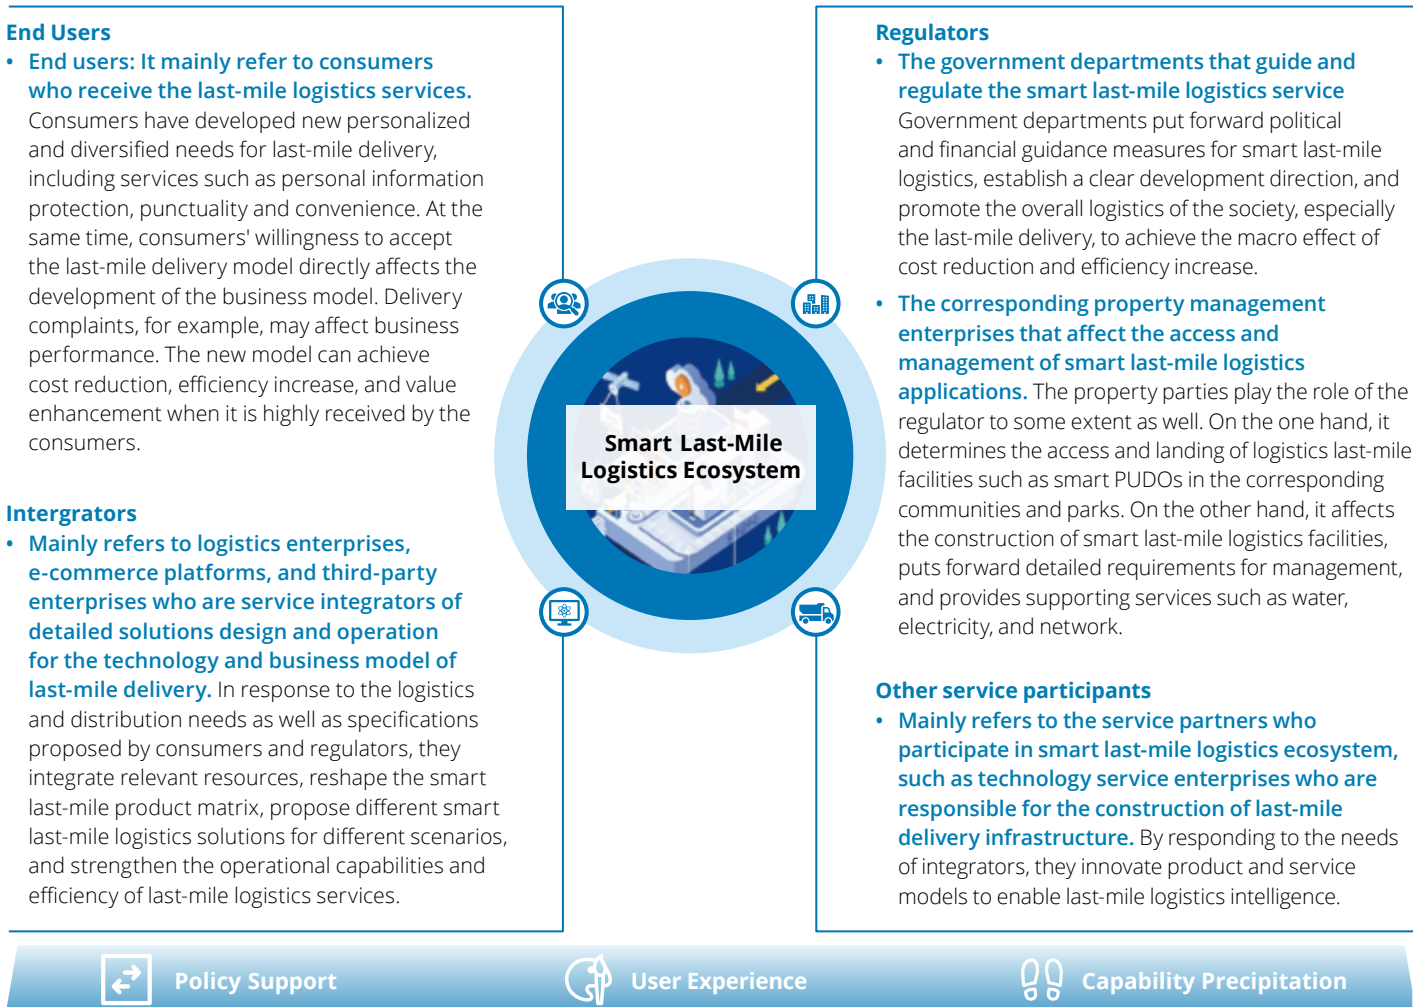 End Users
• End users: It mainly refer to consumers
who receive the last-mile logistics services.
Consumers have developed new personalized
and diversified needs for last-mile delivery,
including services such as personal information
protection, punctuality and convenience. At the
same time, consumers' willingness to accept
the last-mile delivery model directly affects the
development of the business model. Delivery
complaints, for example, may affect business
performance. The new model can achieve
cost reduction, efficiency increase, and value
enhancement when it is highly received by the
consumers.
Intergrators
• Mainly refers to logistics enterprises,
e-commerce platforms, and third-party
enterprises who are service integrators of
detailed solutions design and operation
for the technology and business model of
last-mile delivery. In response to the logistics
and distribution needs as well as specifications
proposed by consumers and regulators, they
integrate relevant resources, reshape the smart
last-mile product matrix, propose different smart
last-mile logistics solutions for different scenarios,
and strengthen the operational capabilities and
efficiency of last-mile logistics services.
Smart Last-Mile
Logistics Ecosystem
Regulators
• The government departments that guide and
regulate the smart last-mile logistics service
Government departments put forward political
and financial guidance measures for smart last-mile
logistics, establish a clear development direction, and
promote the overall logistics of the society, especially
the last-mile delivery, to achieve the macro effect of
cost reduction and efficiency increase.
• The corresponding property management
enterprises that affect the access and
management of smart last-mile logistics
applications. The property parties play the role of the
regulator to some extent as well. On the one hand, it
determines the access and landing of logistics last-mile
facilities such as smart PUDOs in the corresponding
communities and parks. On the other hand, it affects
the construction of smart last-mile logistics facilities,
puts forward detailed requirements for management,
and provides supporting services such as water,
electricity, and network.
Other service participants
• Mainly refers to the service partners who
participate in smart last-mile logistics ecosystem,
such as technology service enterprises who are
responsible for the construction of last-mile
delivery infrastructure. By responding to the needs
of integrators, they innovate product and service
models to enable last-mile logistics intelligence.
Policy Support
User Experience
Capability Precipitation